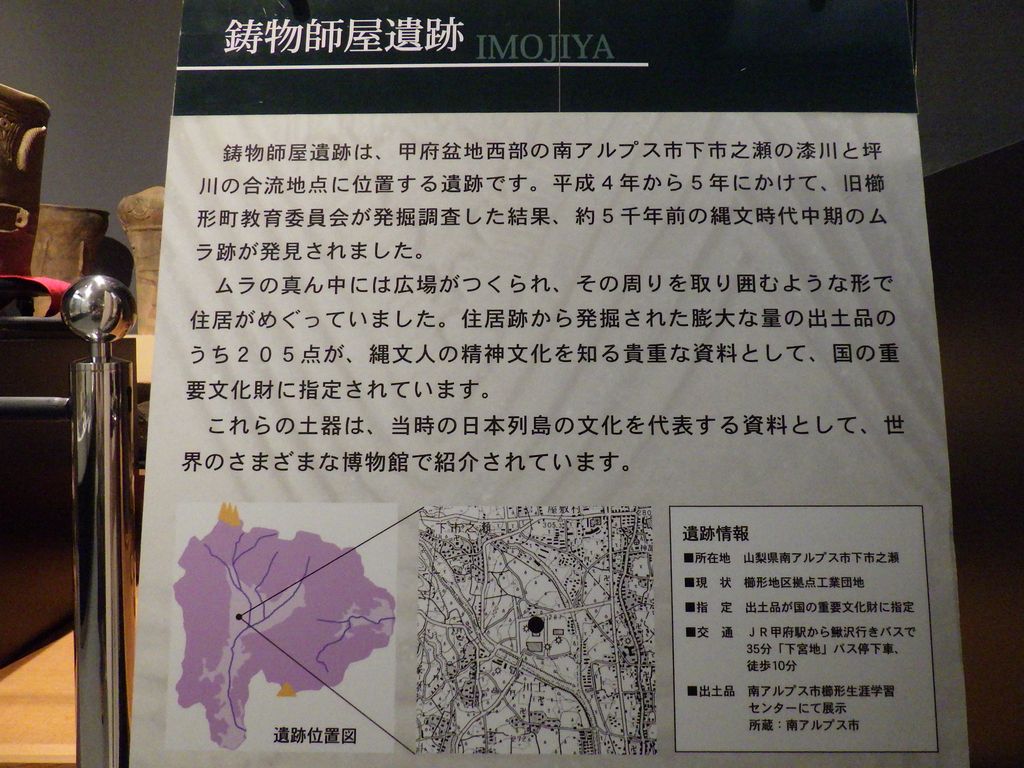 鋳物師屋遺跡 IMOJIYA
鋳物師屋遺跡は、甲府盆地西部の南アルプス市下市之瀬の漆川と坪
川の合流地点に位置する遺跡です。平成４年から５年にかけて、旧櫛
形町教育委員会が発掘調査した結果、約５千年前の縄文時代中期のム
ラ跡が発見されました。
ムラの真ん中には広場がつくられ、その周りを取り囲むような形で
住居がめぐっていました。住居跡から発掘された膨大な量の出土品の
うち２０５点が、縄文人の精神文化を知る貴重な資料として、国の重
要文化財に指定されています。
これらの土器は、当時の日本列島の文化を代表する資料として、世
界のさまざまな博物館で紹介されています。
遺跡位置図
下市之瀬
遺跡情報
■所在地 山梨県南アルプス市下市之瀬
■現　状 櫛形地区拠点工業団地
■指　定 出土品が国の重要文化財に指定
■交　通 ＪＲ甲府駅から鰍沢行きバスで
35分「下宮地」バス停下車、
徒歩10分
■出土品 南アルプス市櫛形生涯学習
センターにて展示
所蔵：南アルプス市